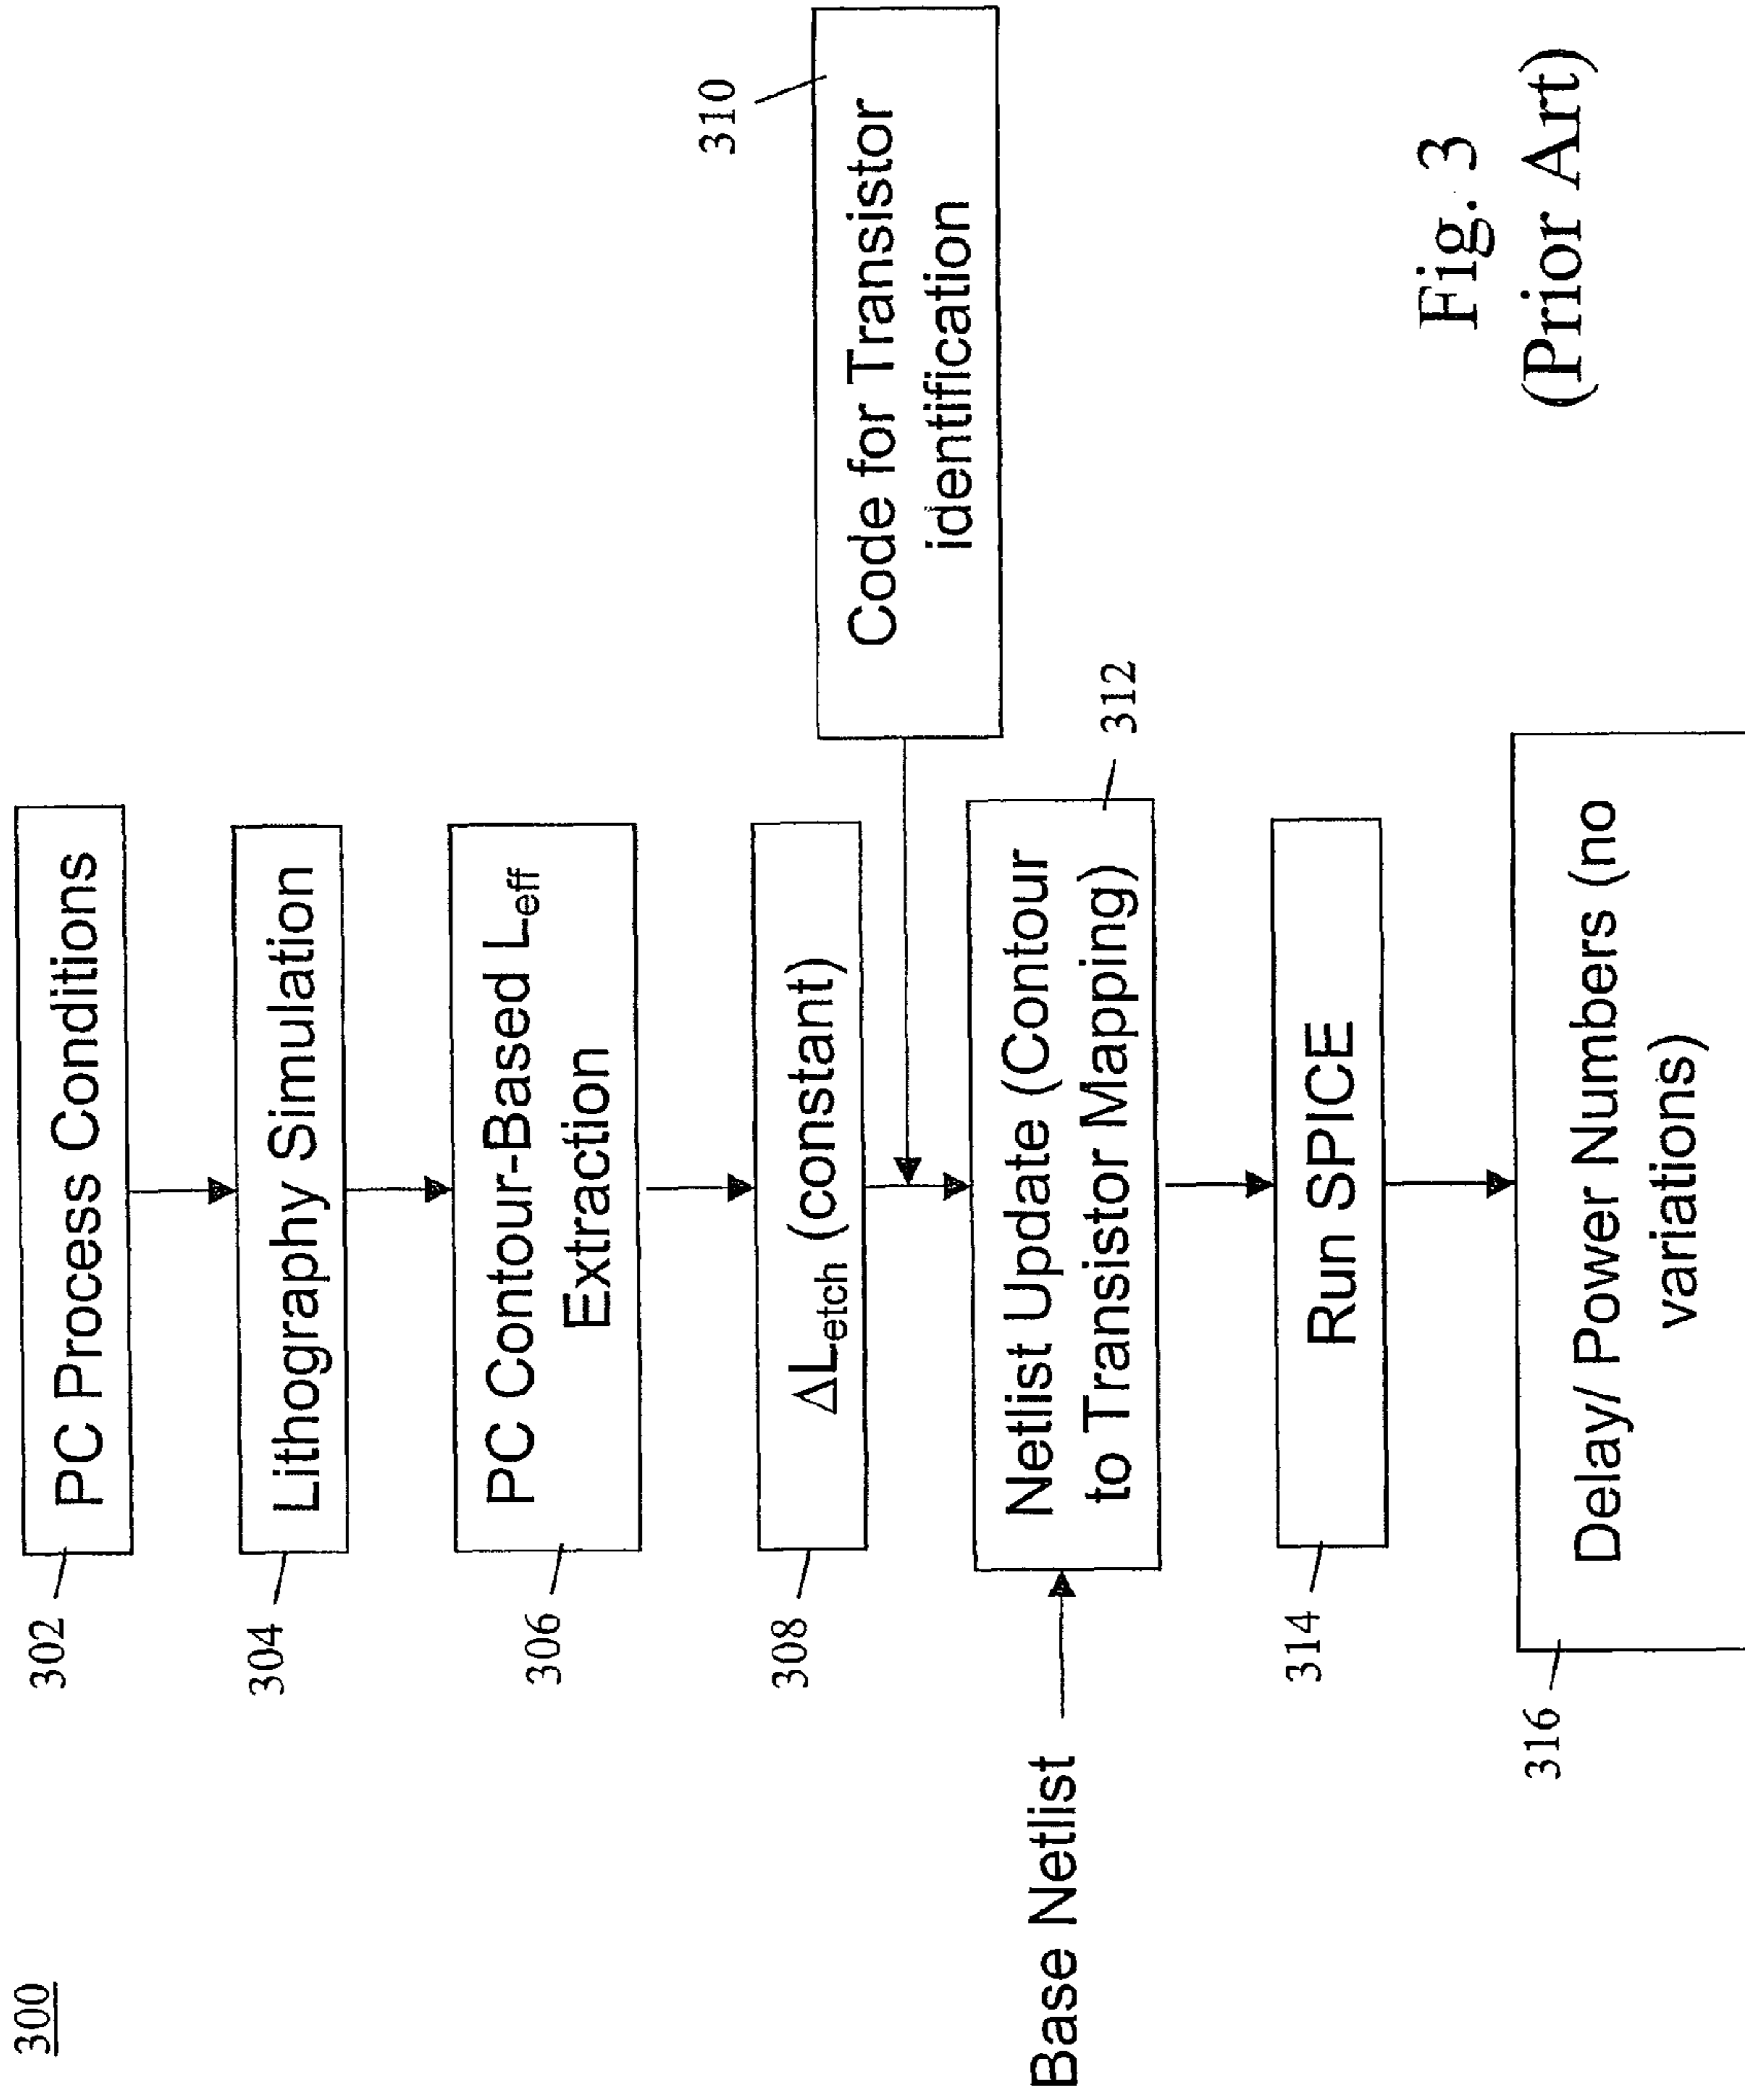 300
302
PC Process Conditions
304
Lithography Simulation
306
PC Contour-Based Leff
Extraction
308
ΔLetch (constant)
310
Code for Transistor
identification
Base Netlist
312
Netlist Update (Contour
to Transistor Mapping)
314
Run SPICE
316
Delay/ Power Numbers (no
variations)
Fig. 3
(Prior Art)